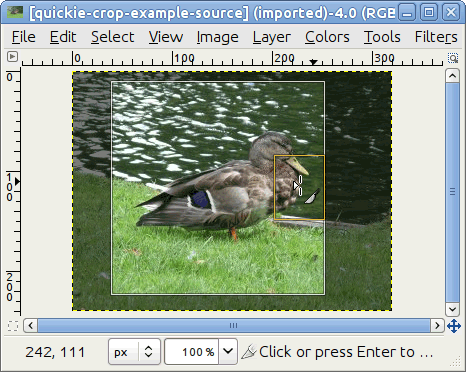 [quickie-crop-example-source] (imported)-4.0 (RGB
File Edit Select View Image Layer Colors Tools Filters
0 100 200 300
0
100
200
242, 111 px 100 % Click or press Enter to ...